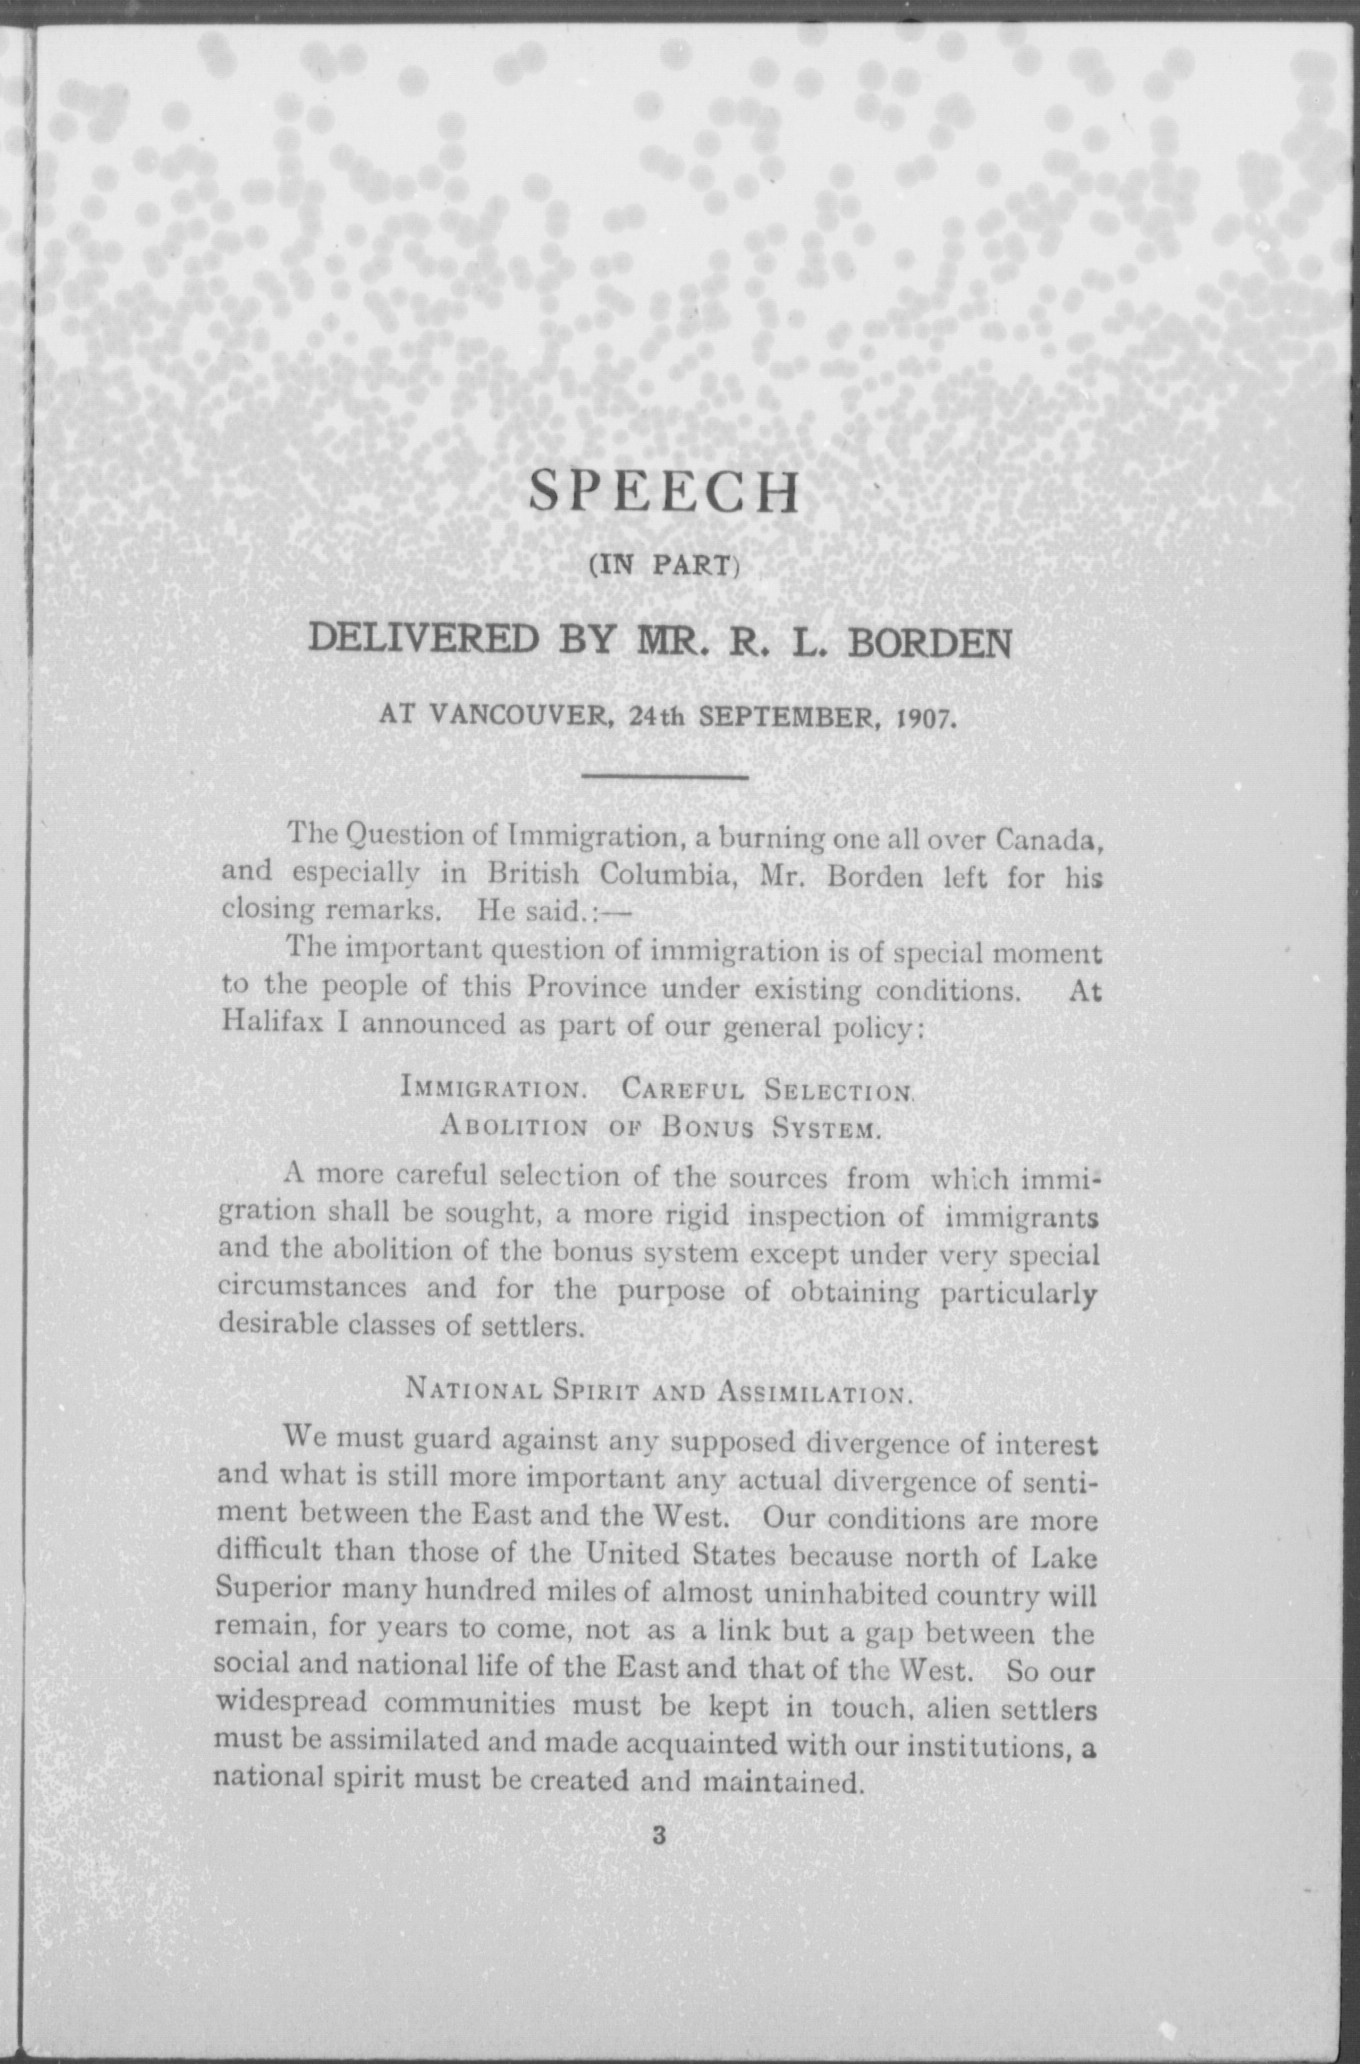 SPEECH
(IN PART)
DELIVERED BY MR. R. L. BORDEN
AT VANCOUVER, 24th SEPTEMBER, 1907.
The Question of Immigration, a burning one all over Canada,
and especially in British Columbia, Mr. Borden left for his
closing remarks. He said.:—
The important question of immigration is of special moment
to the people of this Province under existing conditions. At
Halifax I announced as part of our general policy:
IMMIGRATION. CAREFUL SELECTION.
ABOLITION OF BONUS SYSTEM.
A more careful selection of the sources from which immi-
gration shall be sought, a more rigid inspection of immigrants
and the abolition of the bonus system except under very special
circumstances and for the purpose of obtaining particularly
desirable classes of settlers.
NATIONAL SPIRIT AND ASSIMILATION.
We must guard against any supposed divergence of interest
and what is still more important any actual divergence of senti-
ment between the East and the West. Our conditions are more
difficult than those of the United States because north of Lake
Superior many hundred miles of almost uninhabited country will
remain, for years to come, not as a link but a gap between the
social and national life of the East and that of the West. So our
widespread communities must be kept in touch, alien settlers
must be assimilated and made acquainted with our institutions, a
national spirit must be created and maintained.
3